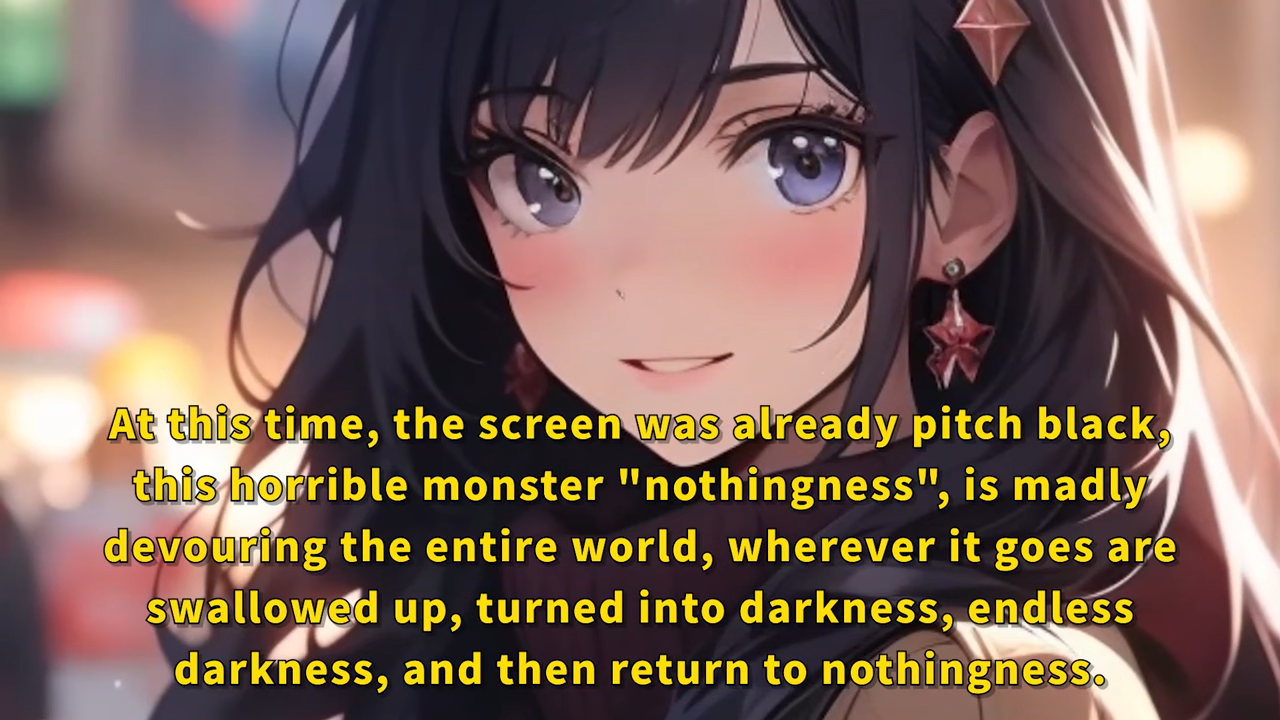 At this time, the screen was already pitch black,
this horrible monster "nothingness", is madly
devouring the entire world, wherever it goes are
swallowed up, turned into darkness, endless
darkness, and then return to nothingness.